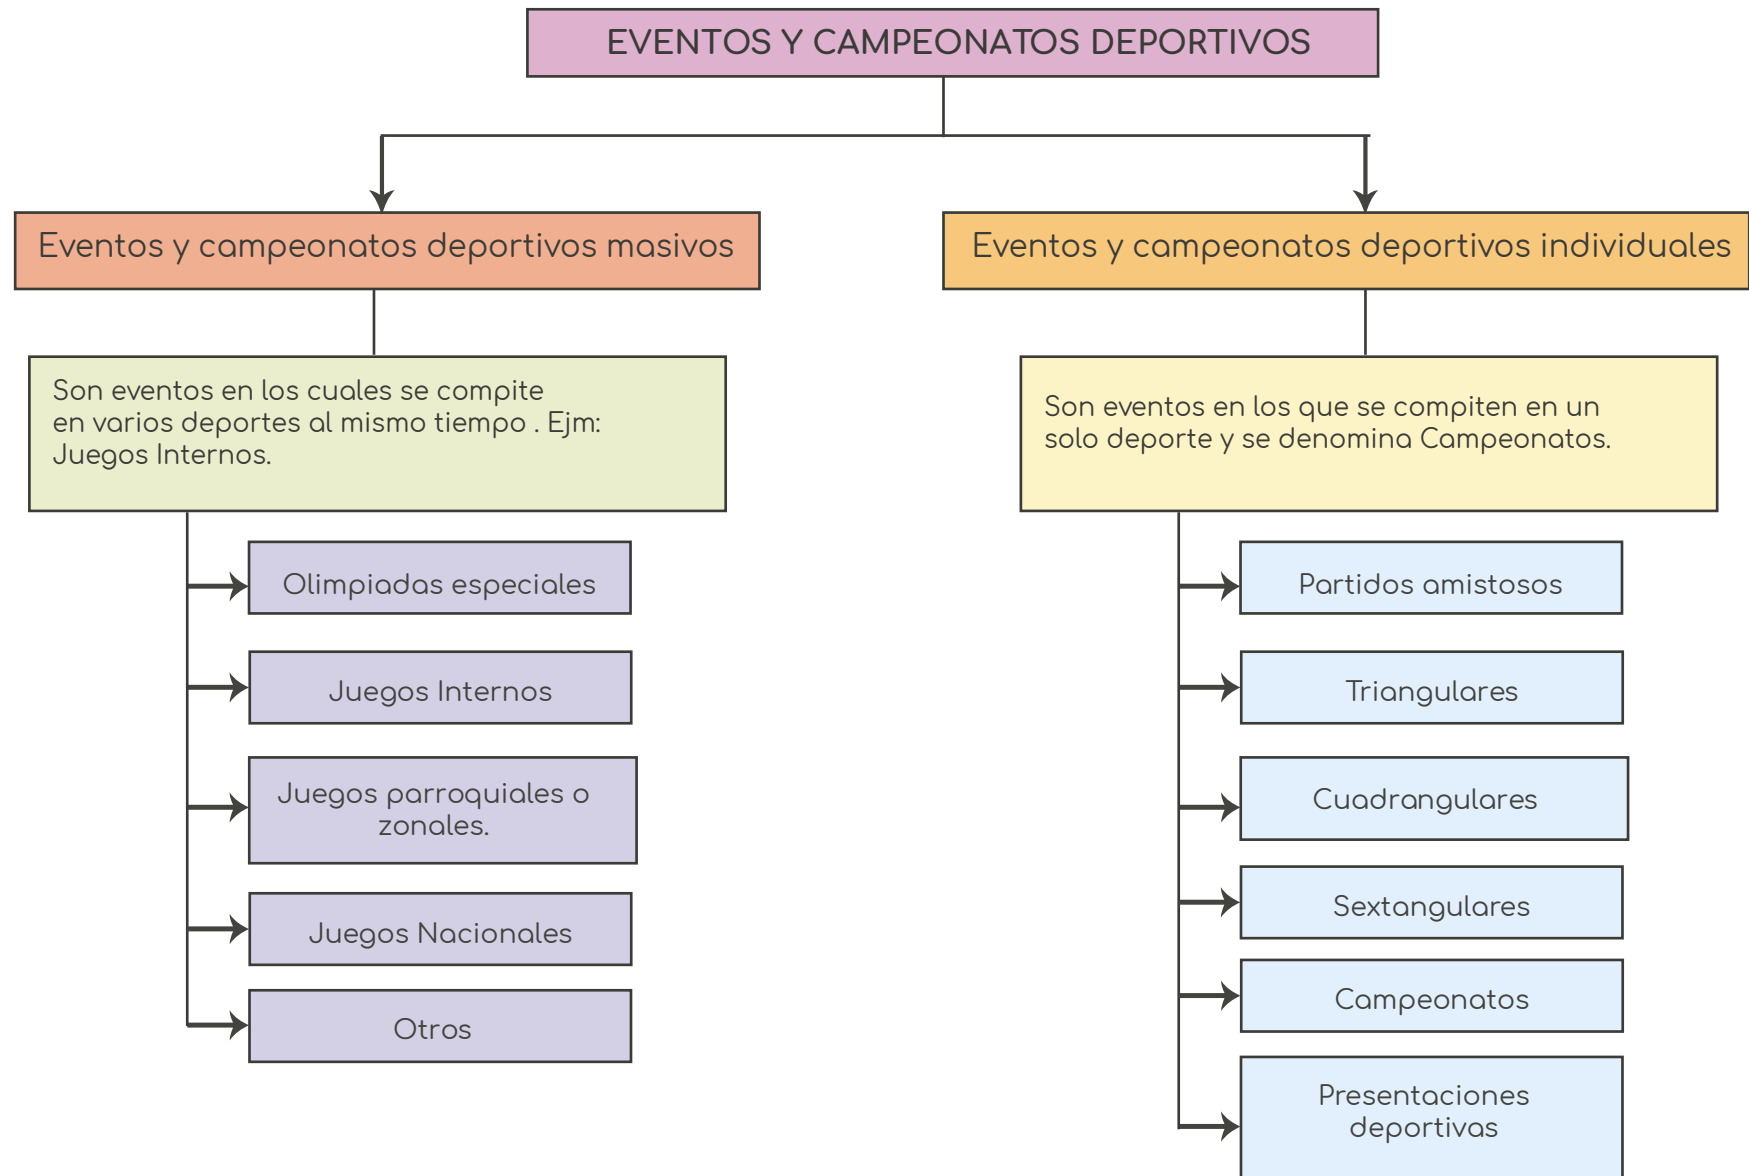 EVENTOS Y CAMPEONATOS DEPORTIVOS
Eventos y campeonatos deportivos masivos
Son eventos en los cuales se compite
en varios deportes al mismo tiempo . Ejm:
Juegos Internos.
Olimpiadas especiales
Juegos Internos
Juegos parroquiales o
zonales.
Juegos Nacionales
Otros
Eventos y campeonatos deportivos individuales
Son eventos en los que se compiten en un
solo deporte y se denomina Campeonatos.
Partidos amistosos
Triangulares
Cuadrangulares
Sextangulares
Campeonatos
Presentaciones
deportivas